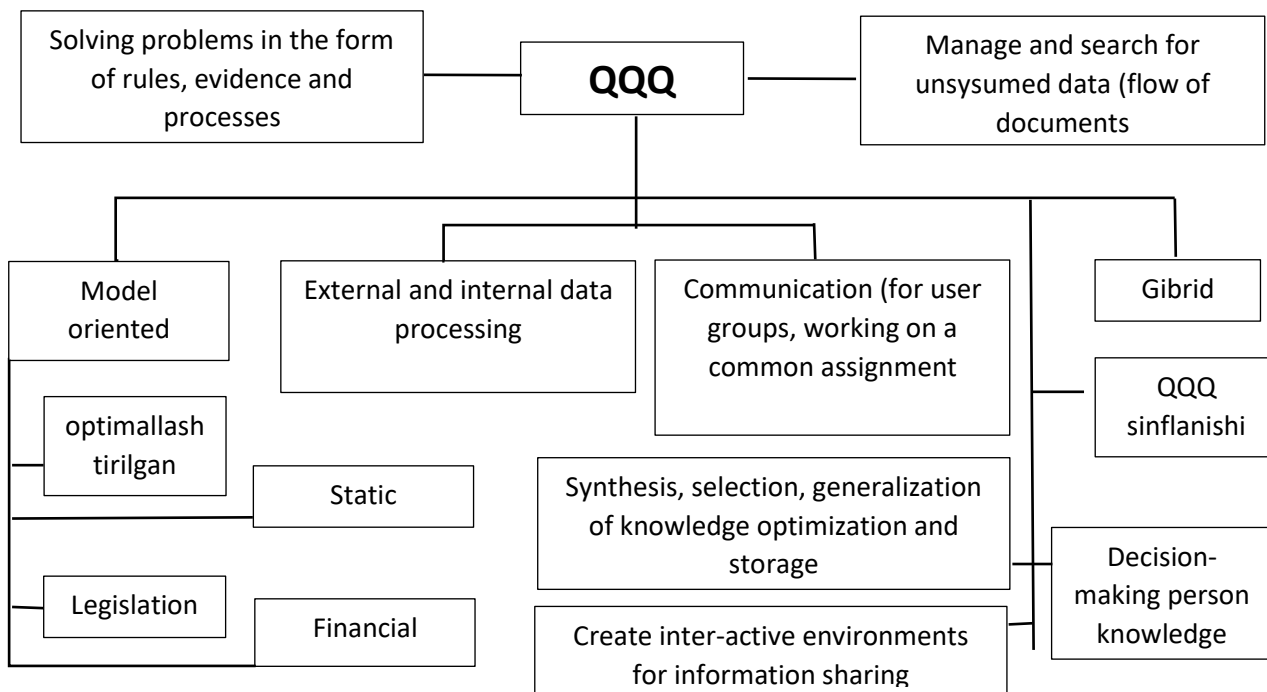 Solving problems in the form
of rules, evidence and
processes
QQQ
Manage and search for
unsysumed data (flow of
documents
Model
oriented
External and internal data
processing
Communication (for user
groups, working on a
common assignment
Gibrid
optimallash
tirilgan
QQQ
sinflanishi
Static
Synthesis, selection, generalization
of knowledge optimization and
storage
Decision-
making person
knowledge
Legislation
Financial
Create inter-active environments
for information sharing